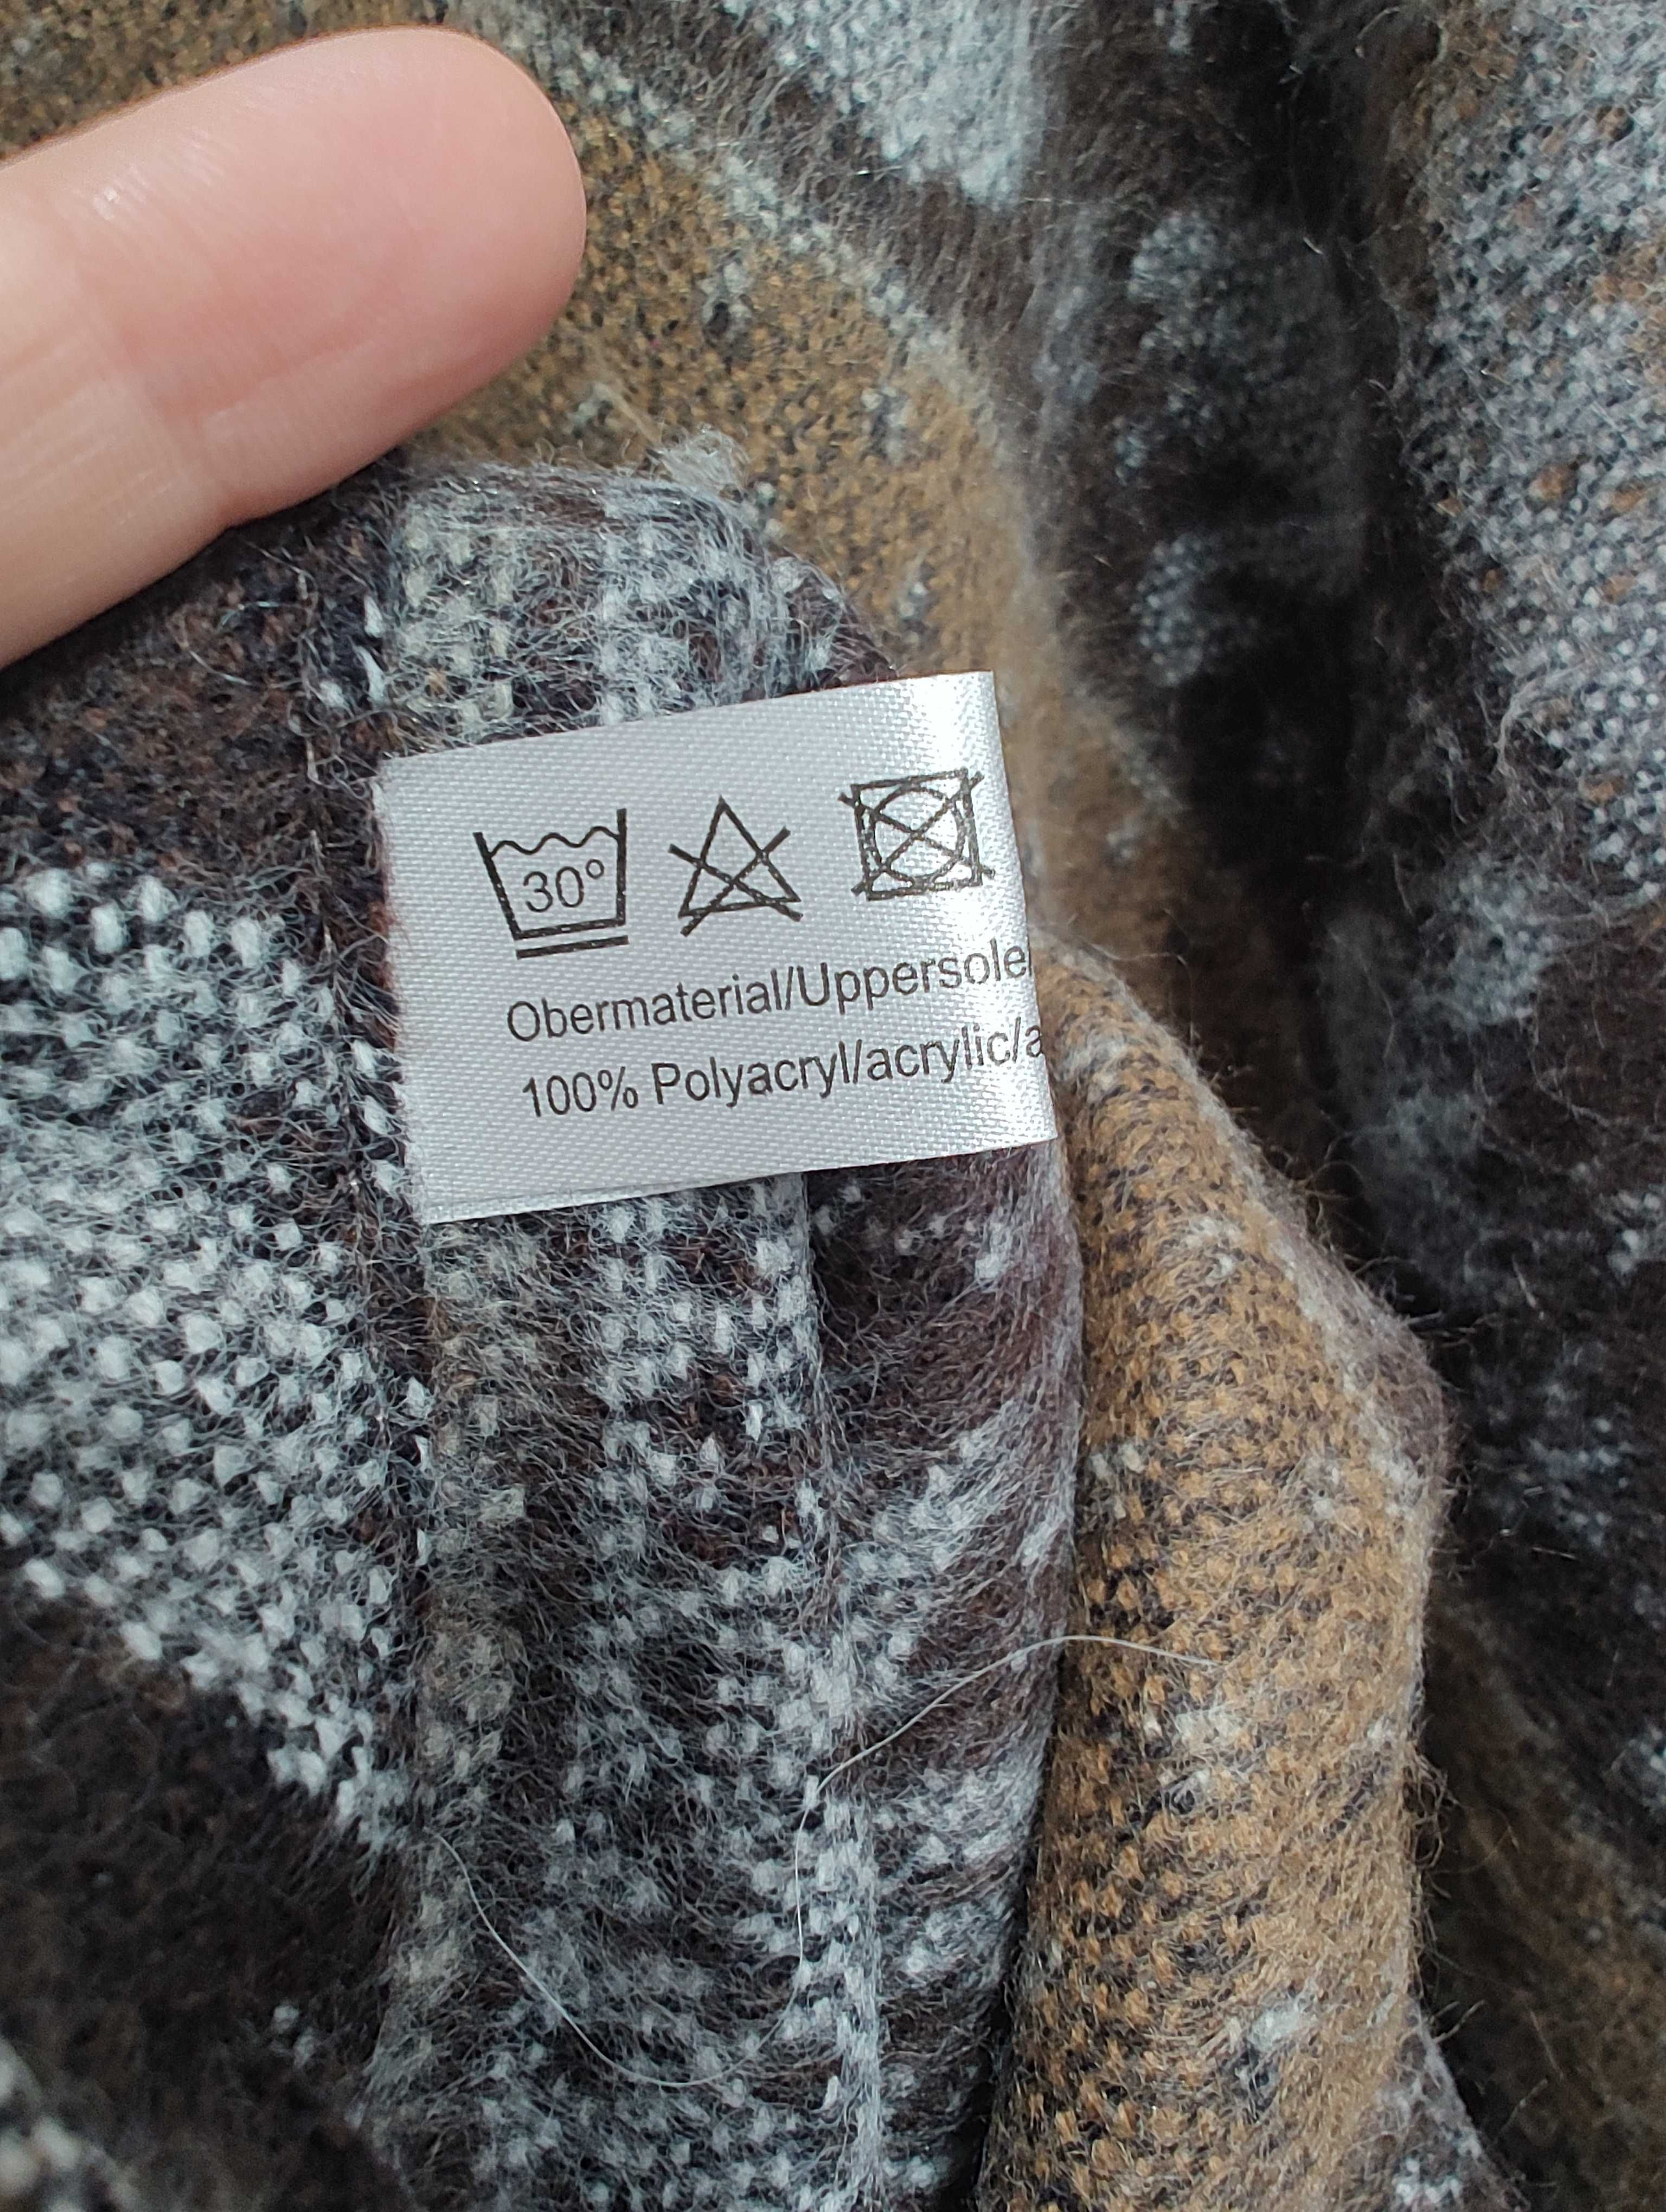 30°
Obermaterial/Uppersole
100% Polyacryl/acrylic/a